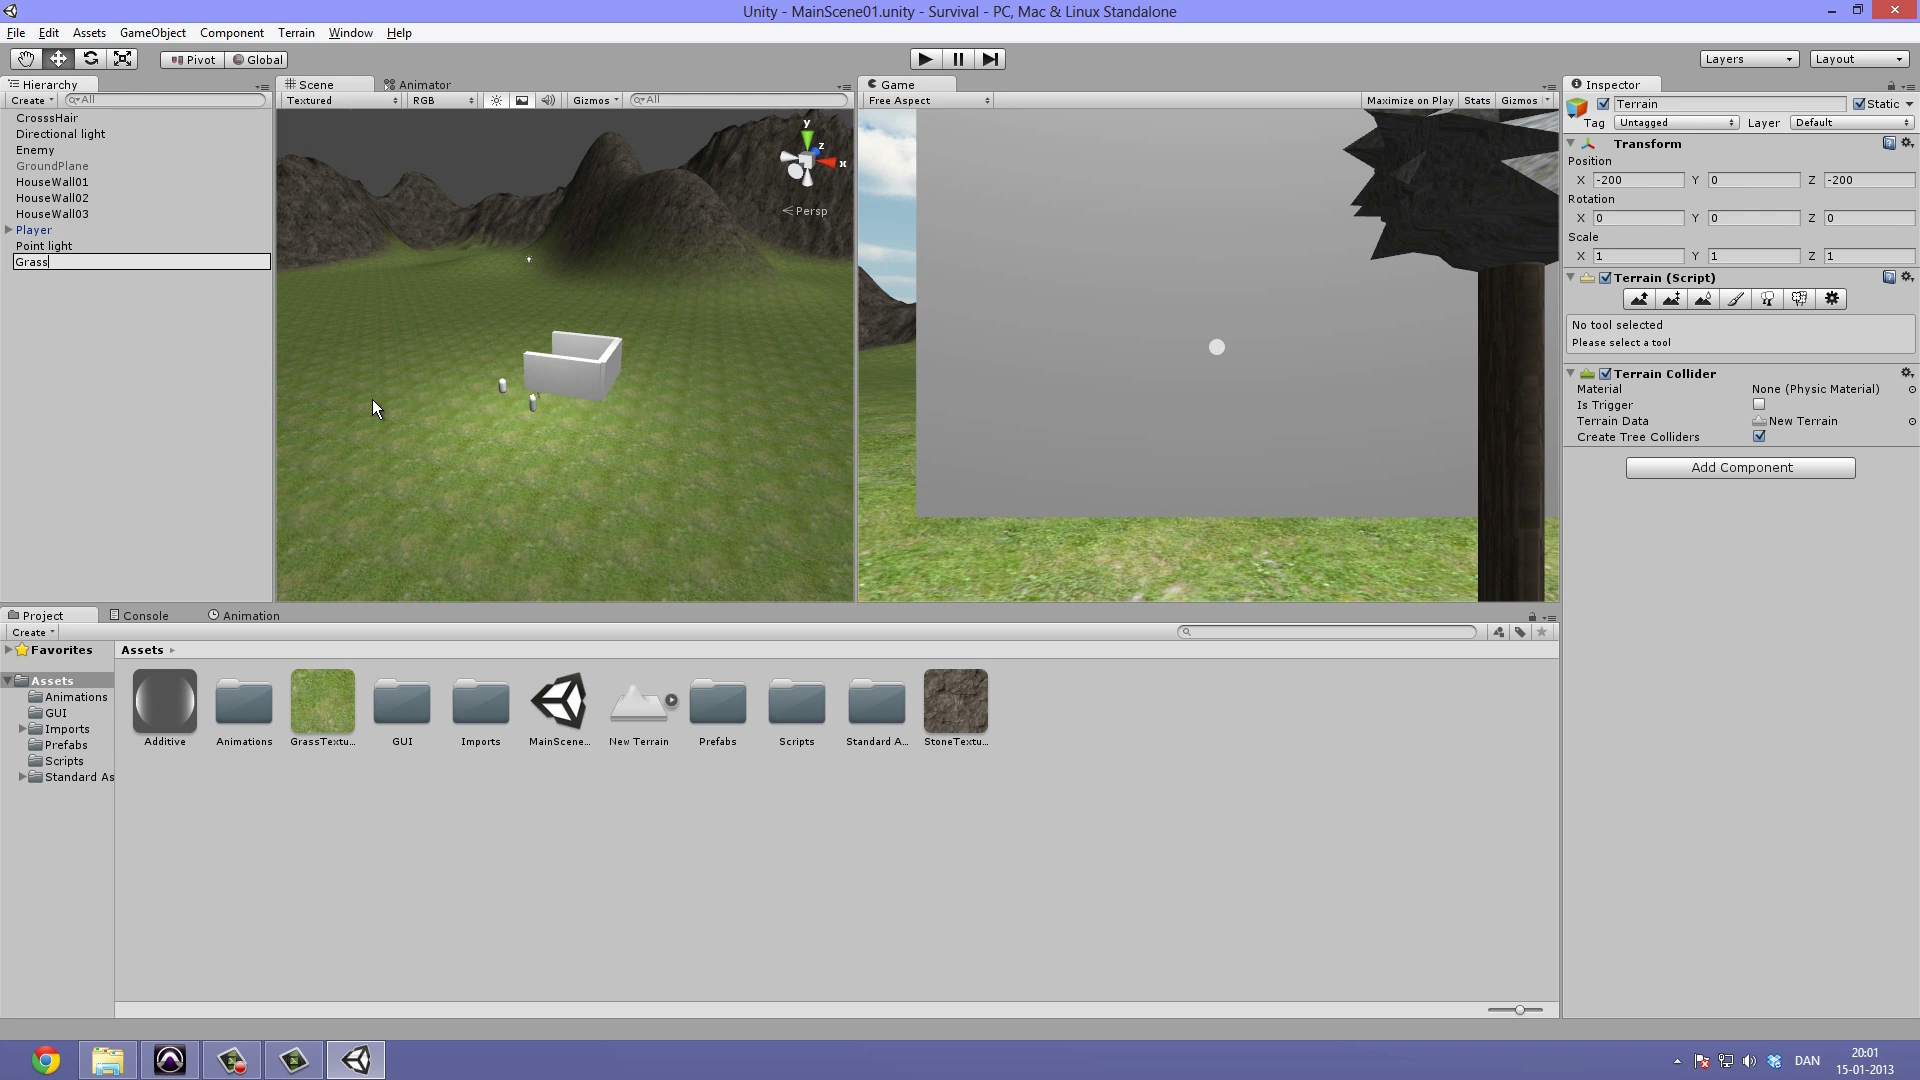 Unity - MainScene01.unity - Survival - PC, Mac & Linux Standalone
File Edit Assets GameObject Component Terrain Window Help
Pivot Global Layers Layout
Hierarchy
Create All
CrosssHair
Directional light
Enemy
GroundPlane
HouseWall01
HouseWall02
HouseWall03
Player
Point light
Grass
Scene Animator
Textured RGB Gizmos All
y
z
x
Persp
Game
Free Aspect Maximize on Play Stats Gizmos
Inspector
Terrain Static
Tag Untagged Layer Default
Transform
Position
X -200 Y 0 Z -200
Rotation
X 0 Y 0 Z 0
Scale
X 1 Y 1 Z 1
Terrain (Script)
No tool selected
Please select a tool
Terrain Collider
Material None (Physic Material)
Is Trigger
Terrain Data New Terrain
Create Tree Colliders
Add Component
Project Console Animation
Create
Favorites
Assets
Animations
GUI
Imports
Prefabs
Scripts
Standard As
Assets
Additive Animations GrassTextu... GUI Imports MainScene... New Terrain Prefabs Scripts Standard A... StoneTextu...
DAN
20:01
15-01-2013